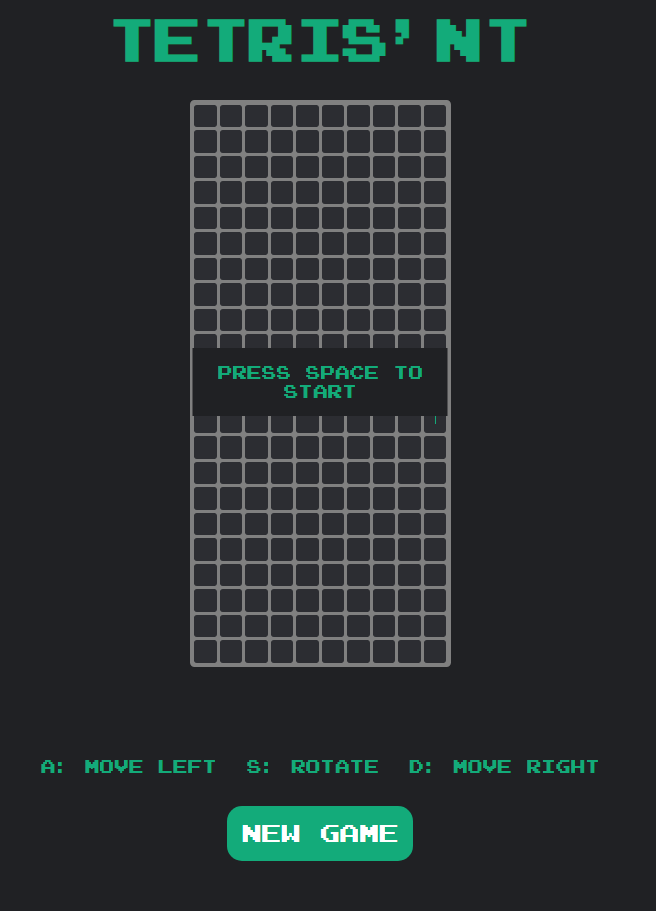 TETRIS'NT
PRESS SPACE TO
START
A: MOVE LEFT S: ROTATE D: MOVE RIGHT
NEW GAME